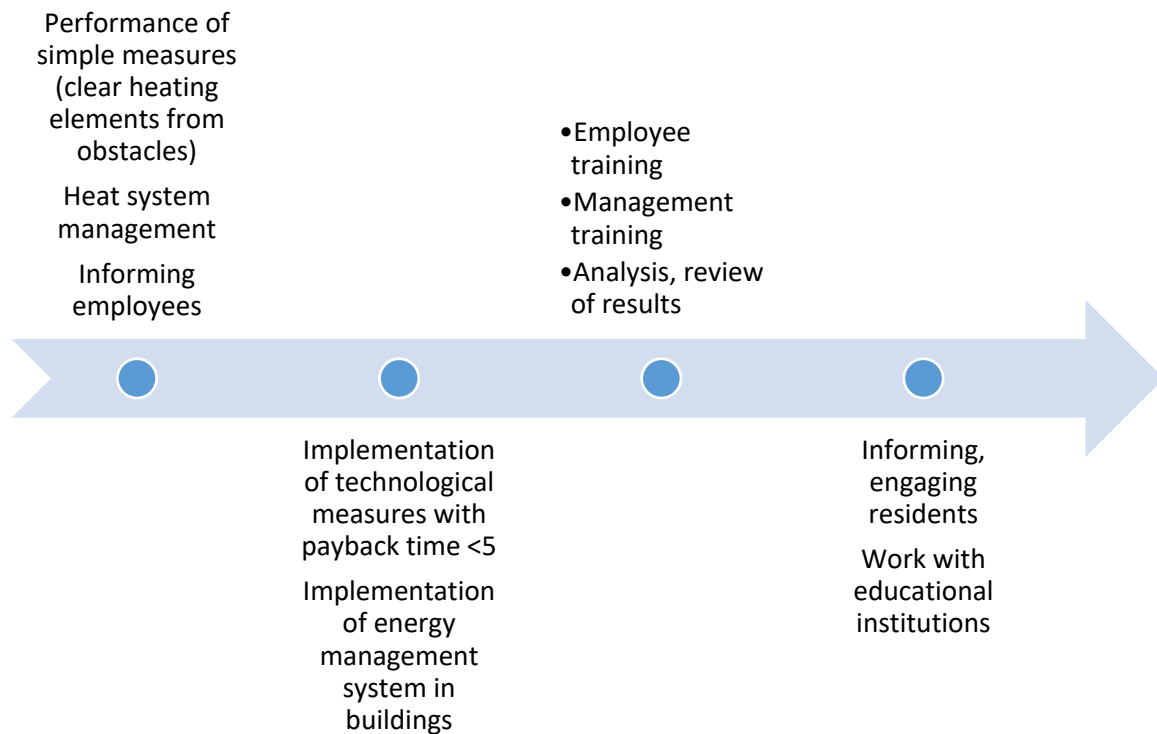 Performance of
simple measures
(clear heating
elements from
obstacles)
Heat system
management
Informing
employees
Implementation
of technological
measures with
payback time <5
Implementation
of energy
management
system in
buildings
•Employee
training
•Management
training
•Analysis, review
of results
Informing,
engaging
residents
Work with
educational
institutions